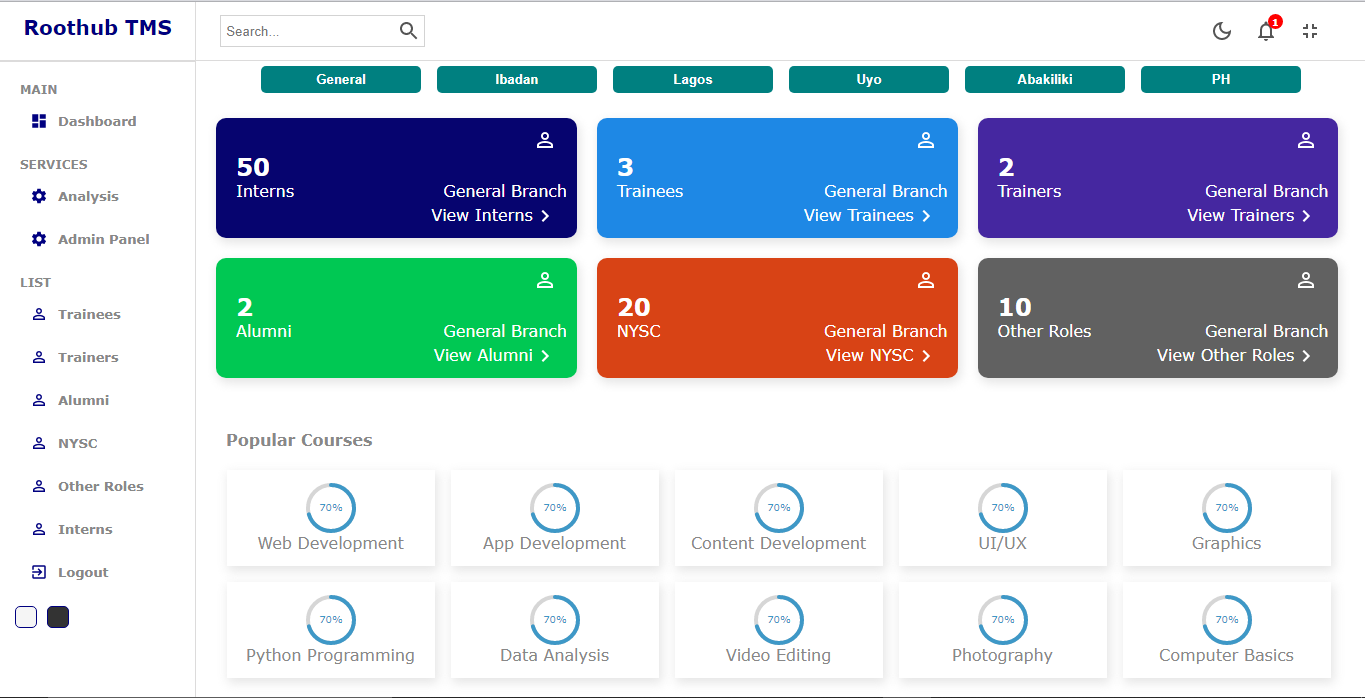 Roothub TMS
Search...
1
MAIN
Dashboard
SERVICES
Analysis
Admin Panel
LIST
Trainees
Trainers
Alumni
NYSC
Other Roles
Interns
Logout
General Ibadan Lagos Uyo Abakiliki PH
50
Interns General Branch
View Interns
3
Trainees General Branch
View Trainees
2
Trainers General Branch
View Trainers
2
Alumni General Branch
View Alumni
20
NYSC General Branch
View NYSC
10
Other Roles General Branch
View Other Roles
Popular Courses
70% 70% 70% 70% 70%
Web Development App Development Content Development UI/UX Graphics
70% 70% 70% 70% 70%
Python Programming Data Analysis Video Editing Photography Computer Basics